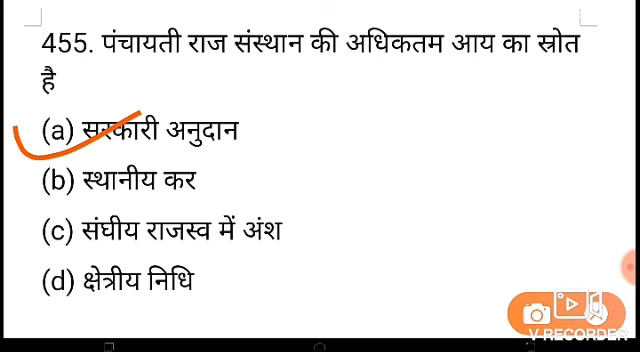 455. पंचायती राज संस्थान की अधिकतम आय का स्रोत
है
(a) सरकारी अनुदान
(b) स्थानीय कर
(c) संघीय राजस्व में अंश
(d) क्षेत्रीय निधि
V RECORDER